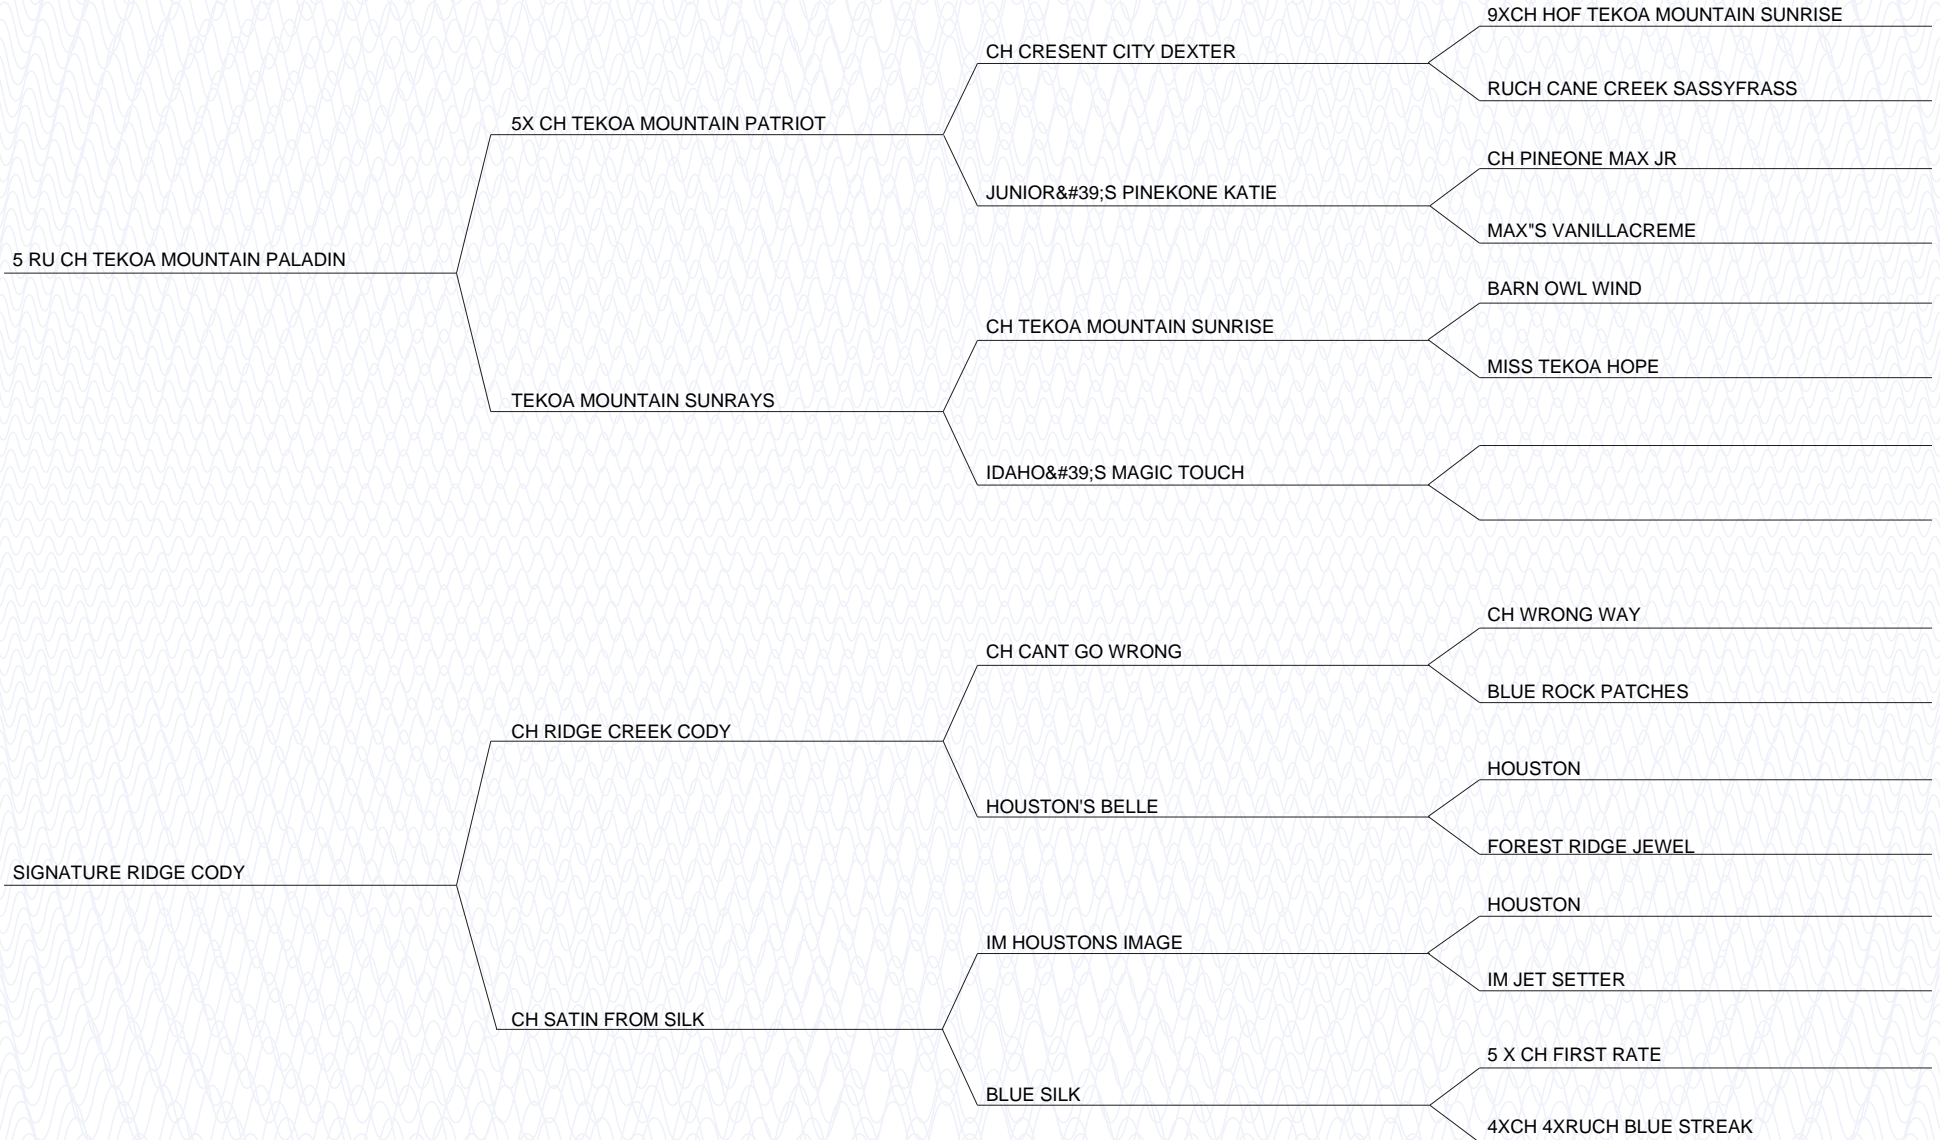 9XCH HOF TEKOA MOUNTAIN SUNRISE
CH CRESENT CITY DEXTER
RUCH CANE CREEK SASSYFRASS
5X CH TEKOA MOUNTAIN PATRIOT
CH PINEONE MAX JR
JUNIOR&#39;S PINEKONE KATIE
MAX"S VANILLACREME
5 RU CH TEKOA MOUNTAIN PALADIN
BARN OWL WIND
CH TEKOA MOUNTAIN SUNRISE
MISS TEKOA HOPE
TEKOA MOUNTAIN SUNRAYS
IDAHO&#39;S MAGIC TOUCH
CH WRONG WAY
CH CANT GO WRONG
BLUE ROCK PATCHES
CH RIDGE CREEK CODY
HOUSTON
HOUSTON'S BELLE
FOREST RIDGE JEWEL
SIGNATURE RIDGE CODY
HOUSTON
IM HOUSTONS IMAGE
IM JET SETTER
CH SATIN FROM SILK
5 X CH FIRST RATE
BLUE SILK
4XCH 4XRUCH BLUE STREAK